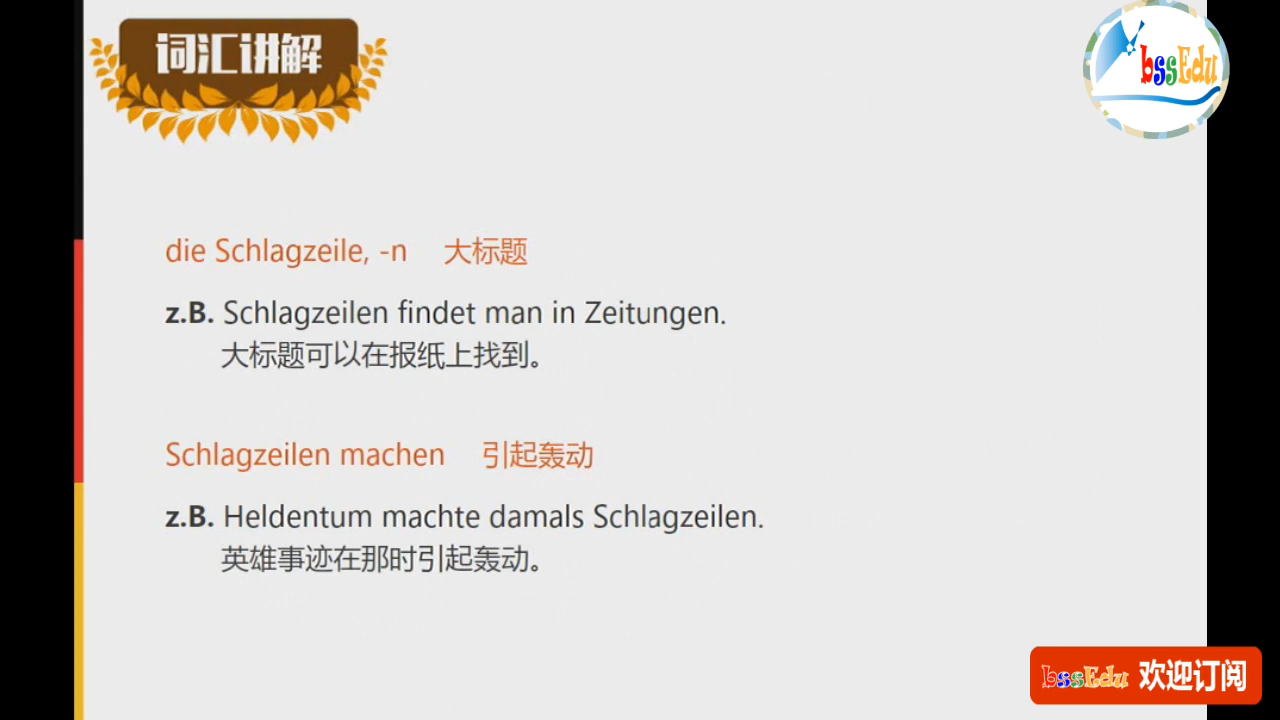 词汇讲解
bssEdu
die Schlagzeile, -n 大标题
z.B. Schlagzeilen findet man in Zeitungen.
大标题可以在报纸上找到。
Schlagzeilen machen 引起轰动
z.B. Heldentum machte damals Schlagzeilen.
英雄事迹在那时引起轰动。
bssEdu 欢迎订阅